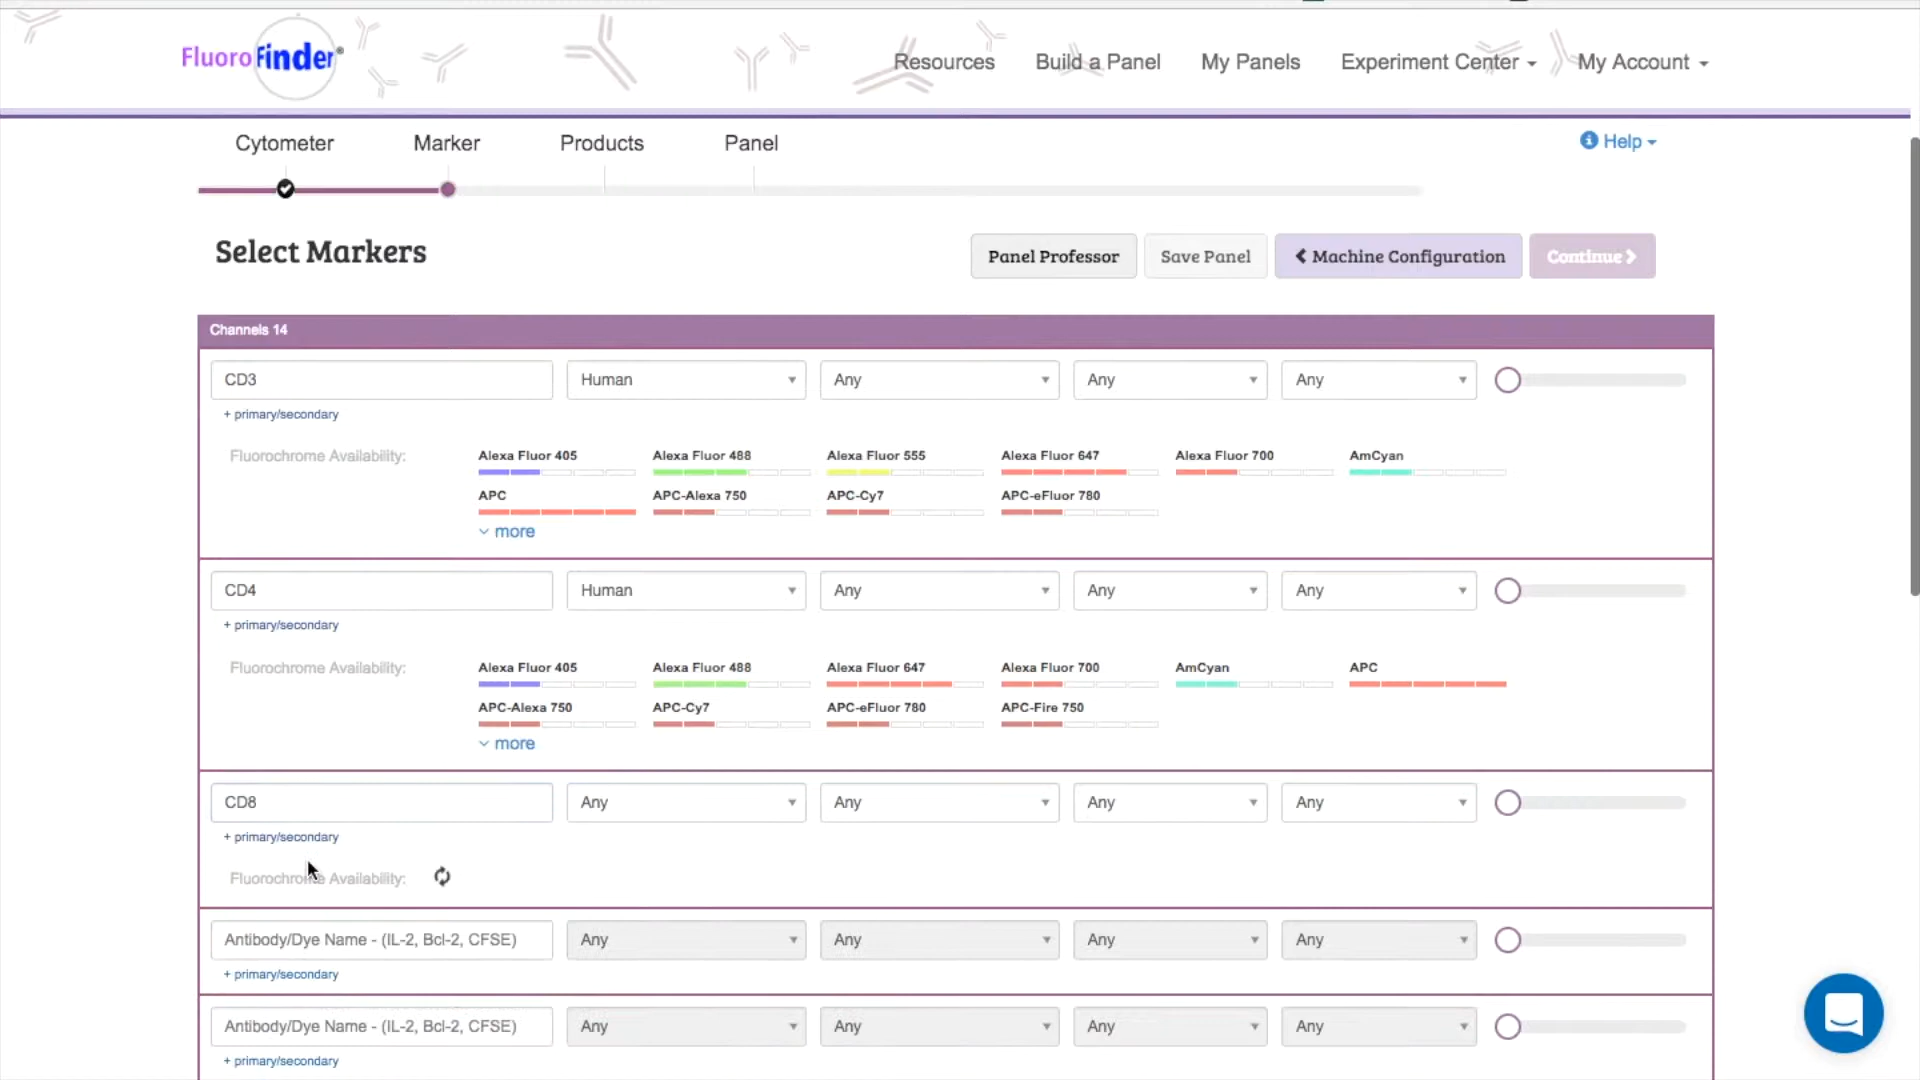 FluoroFinder®
Resources Build a Panel My Panels Experiment Center My Account
Cytometer Marker Products Panel Help
Select Markers
Panel Professor Save Panel Machine Configuration Continue
Channels 14
CD3 Human Any Any Any
+ primary/secondary
Fluorochrome Availability: Alexa Fluor 405 Alexa Fluor 488 Alexa Fluor 555 Alexa Fluor 647 Alexa Fluor 700 AmCyan
APC APC-Alexa 750 APC-Cy7 APC-eFluor 780
more
CD4 Human Any Any Any
+ primary/secondary
Fluorochrome Availability: Alexa Fluor 405 Alexa Fluor 488 Alexa Fluor 647 Alexa Fluor 700 AmCyan APC
APC-Alexa 750 APC-Cy7 APC-eFluor 780 APC-Fire 750
more
CD8 Any Any Any Any
+ primary/secondary
Fluorochrome Availability:
Antibody/Dye Name - (IL-2, Bcl-2, CFSE) Any Any Any Any
+ primary/secondary
Antibody/Dye Name - (IL-2, Bcl-2, CFSE) Any Any Any Any
+ primary/secondary